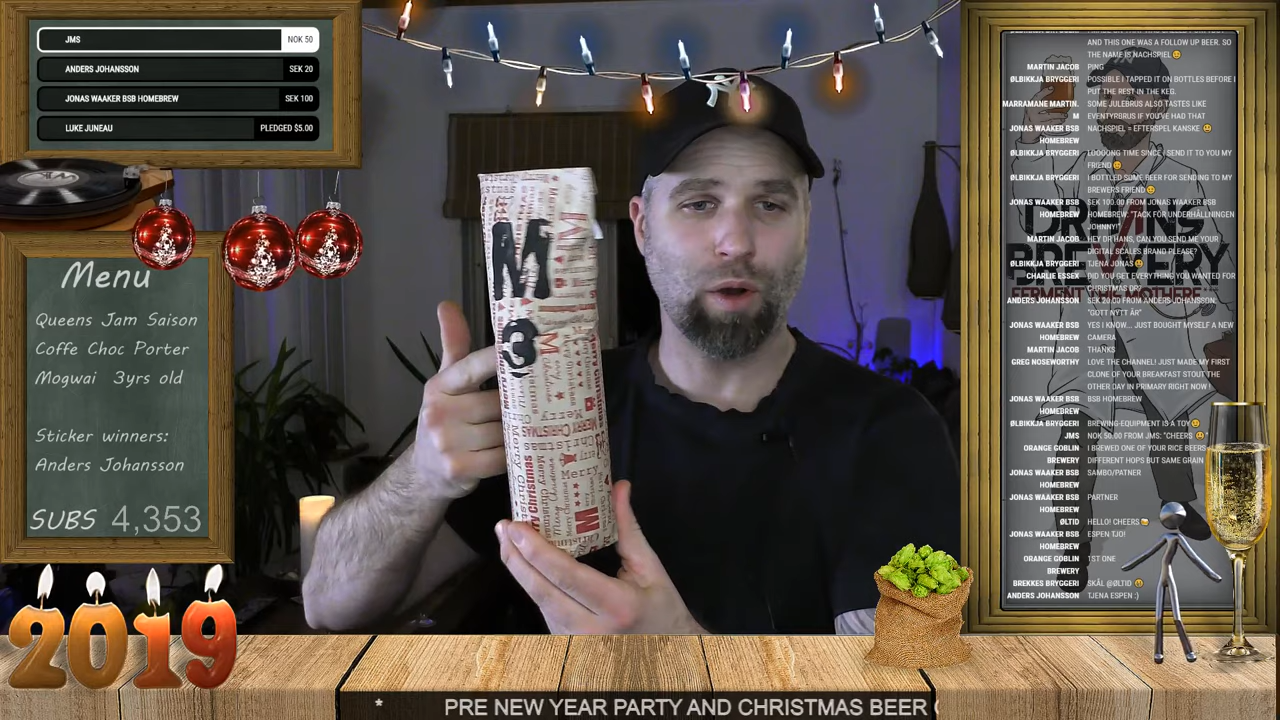 JMS NOK 50
ANDERS JOHANSSON SEK 20
JONAS WAAKER BSB HOMEBREW SEK 100
LUKE JUNEAU PLEDGED $5.00
Menu
Queens Jam Saison
Coffe Choc Porter
Mogwai 3yrs old
Sticker winners:
Anders Johansson
SUBS 4,353
2019
M
3
Merry Christmas
AND THIS ONE WAS A FOLLOW UP BEER. SO
THE NAME IS NACHSPIEL
MARTIN JACOB PING
ØLBIKKJA BRYGGERI POSSIBLE I TAPPED IT ON BOTTLES BEFORE I
PUT THE REST IN THE KEG.
MARRAMANE MARTIN. SOME JULEBRUS ALSO TASTES LIKE
M EVENTYRBRUS IF YOU'VE HAD THAT
JONAS WAAKER BSB NACHSPIEL = EFTERSPEL KANSKE
HOMEBREW
ØLBIKKJA BRYGGERI LOOOONG TIME SINCE I SEND IT TO YOU MY
FRIEND
ØLBIKKJA BRYGGERI I BOTTLED SOME BEER FOR SENDING TO MY
BREWERS FRIEND
JONAS WAAKER BSB SEK 100.00 FROM JONAS WAAKER BSB
HOMEBREW HOMEBREW: "TACK FÖR UNDERHÅLLNINGEN
JOHNNY!"
MARTIN JACOB HEY DR HANS, CAN YOU SEND ME YOUR
DIGITAL SCALES BRAND PLEASE?
ØLBIKKJA BRYGGERI TJENA JONAS
CHARLIE ESSEX DID YOU GET EVERYTHING YOU WANTED FOR
CHRISTMAS DR?
ANDERS JOHANSSON SEK 20.00 FROM ANDERS JOHANSSON:
"GOTT NYTT ÅR"
JONAS WAAKER BSB YES I KNOW... JUST BOUGHT MYSELF A NEW
HOMEBREW CAMERA
MARTIN JACOB THANKS
GREG NOSEWORTHY LOVE THE CHANNEL! JUST MADE MY FIRST
CLONE OF YOUR BREAKFAST STOUT THE
OTHER DAY IN PRIMARY RIGHT NOW
JONAS WAAKER BSB BSB HOMEBREW
HOMEBREW
ØLBIKKJA BRYGGERI BREWING-EQUIPMENT IS A TOY
JMS NOK 50.00 FROM JMS: "CHEERS
ORANGE GOBLIN I BREWED ONE OF YOUR RICE BEERS
BREWERY DIFFERENT HOPS BUT SAME GRAIN
JONAS WAAKER BSB SAMBO/PATNER
HOMEBREW
JONAS WAAKER BSB PARTNER
HOMEBREW
ØLTID HELLO! CHEERS
JONAS WAAKER BSB ESPEN TJO!
HOMEBREW
ORANGE GOBLIN 1ST ONE
BREWERY
BREKKES BRYGGERI SKÅL @ØLTID
ANDERS JOHANSSON TJENA ESPEN :)
* PRE NEW YEAR PARTY AND CHRISTMAS BEER